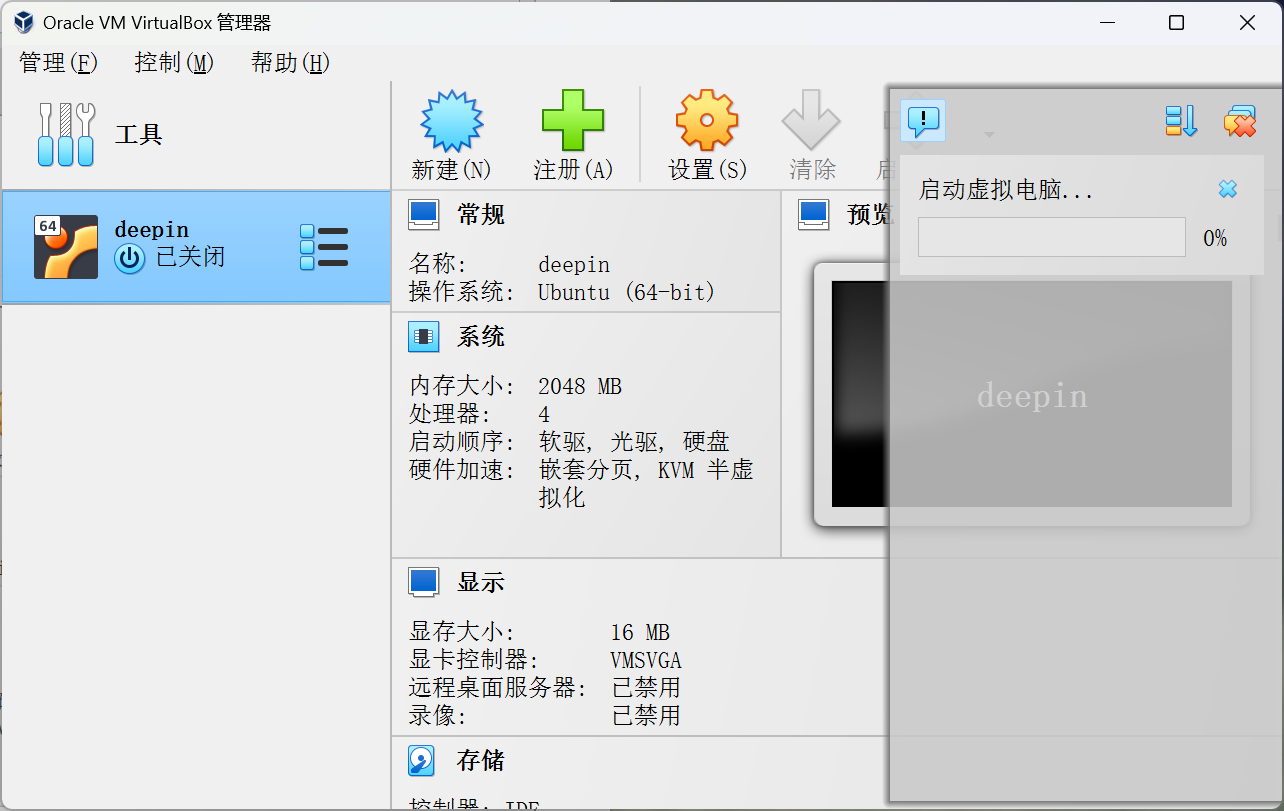 Oracle VM VirtualBox 管理器
管理(F) 控制(M) 帮助(H)
工具
新建(N) 注册(A) 设置(S) 清除
64
deepin
已关闭
常规
名称: deepin
操作系统: Ubuntu (64-bit)
系统
内存大小: 2048 MB
处理器: 4
启动顺序: 软驱, 光驱, 硬盘
硬件加速: 嵌套分页, KVM 半虚
拟化
预览
deepin
启动虚拟电脑...
0%
显示
显存大小: 16 MB
显卡控制器: VMSVGA
远程桌面服务器: 已禁用
录像: 已禁用
存储
控制器: IDE